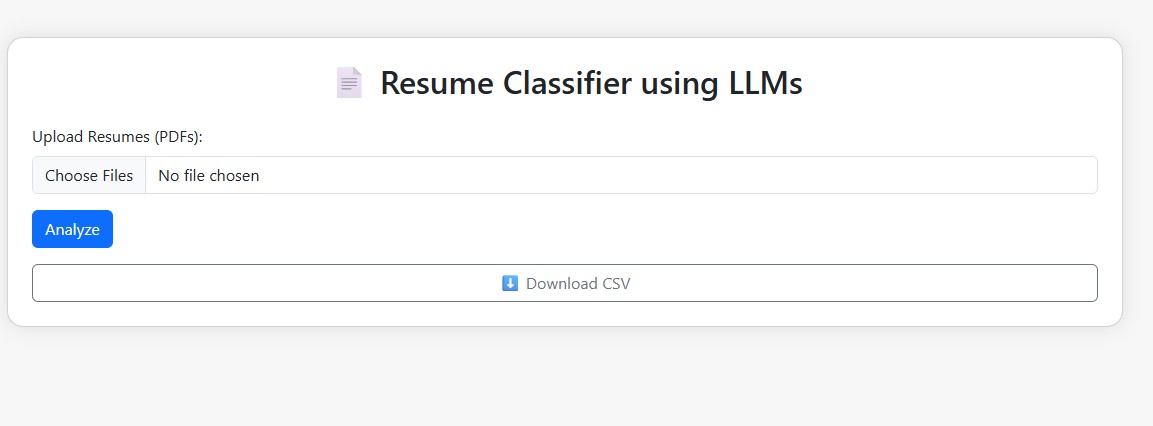 Resume Classifier using LLMs
Upload Resumes (PDFs):
Choose Files No file chosen
Analyze
Download CSV